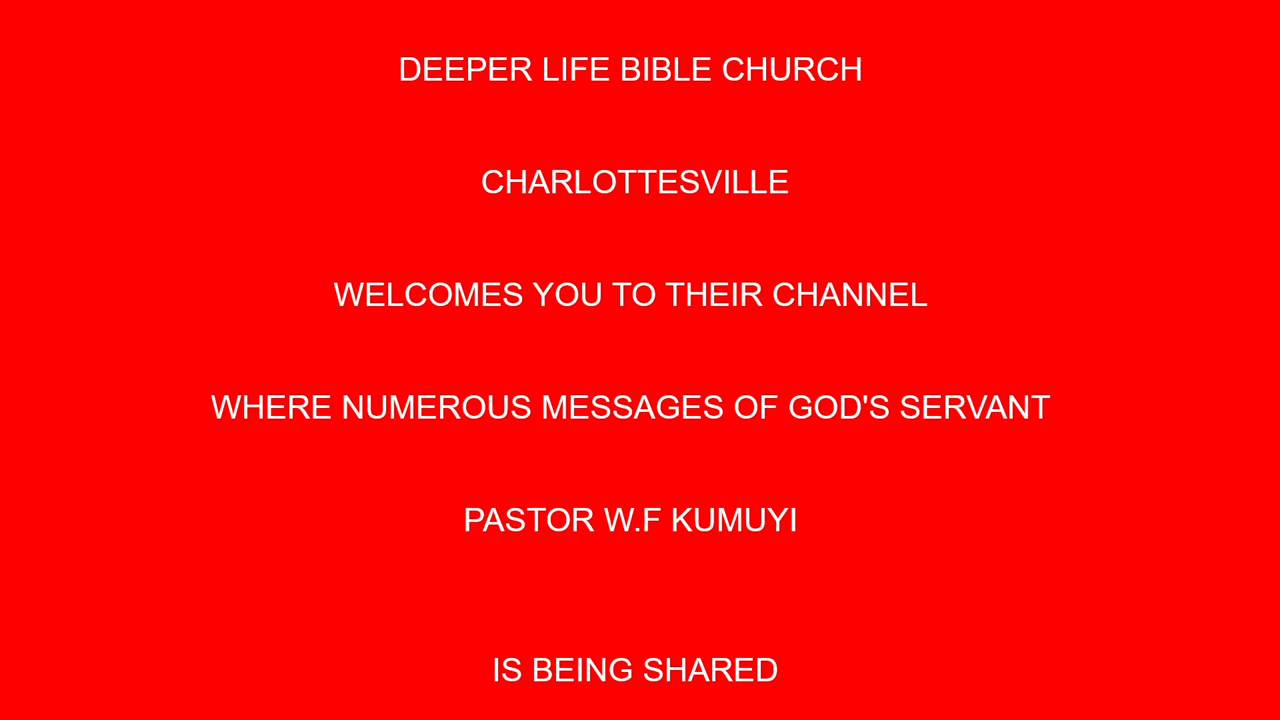 DEEPER LIFE BIBLE CHURCH
CHARLOTTESVILLE
WELCOMES YOU TO THEIR CHANNEL
WHERE NUMEROUS MESSAGES OF GOD'S SERVANT
PASTOR W.F KUMUYI
IS BEING SHARED